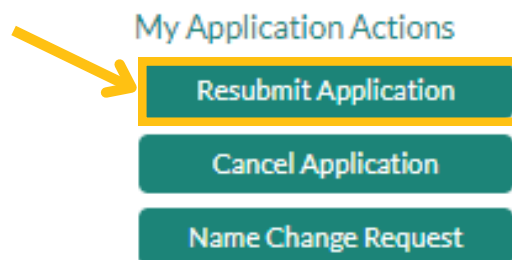 My Application Actions
Resubmit Application
Cancel Application
Name Change Request